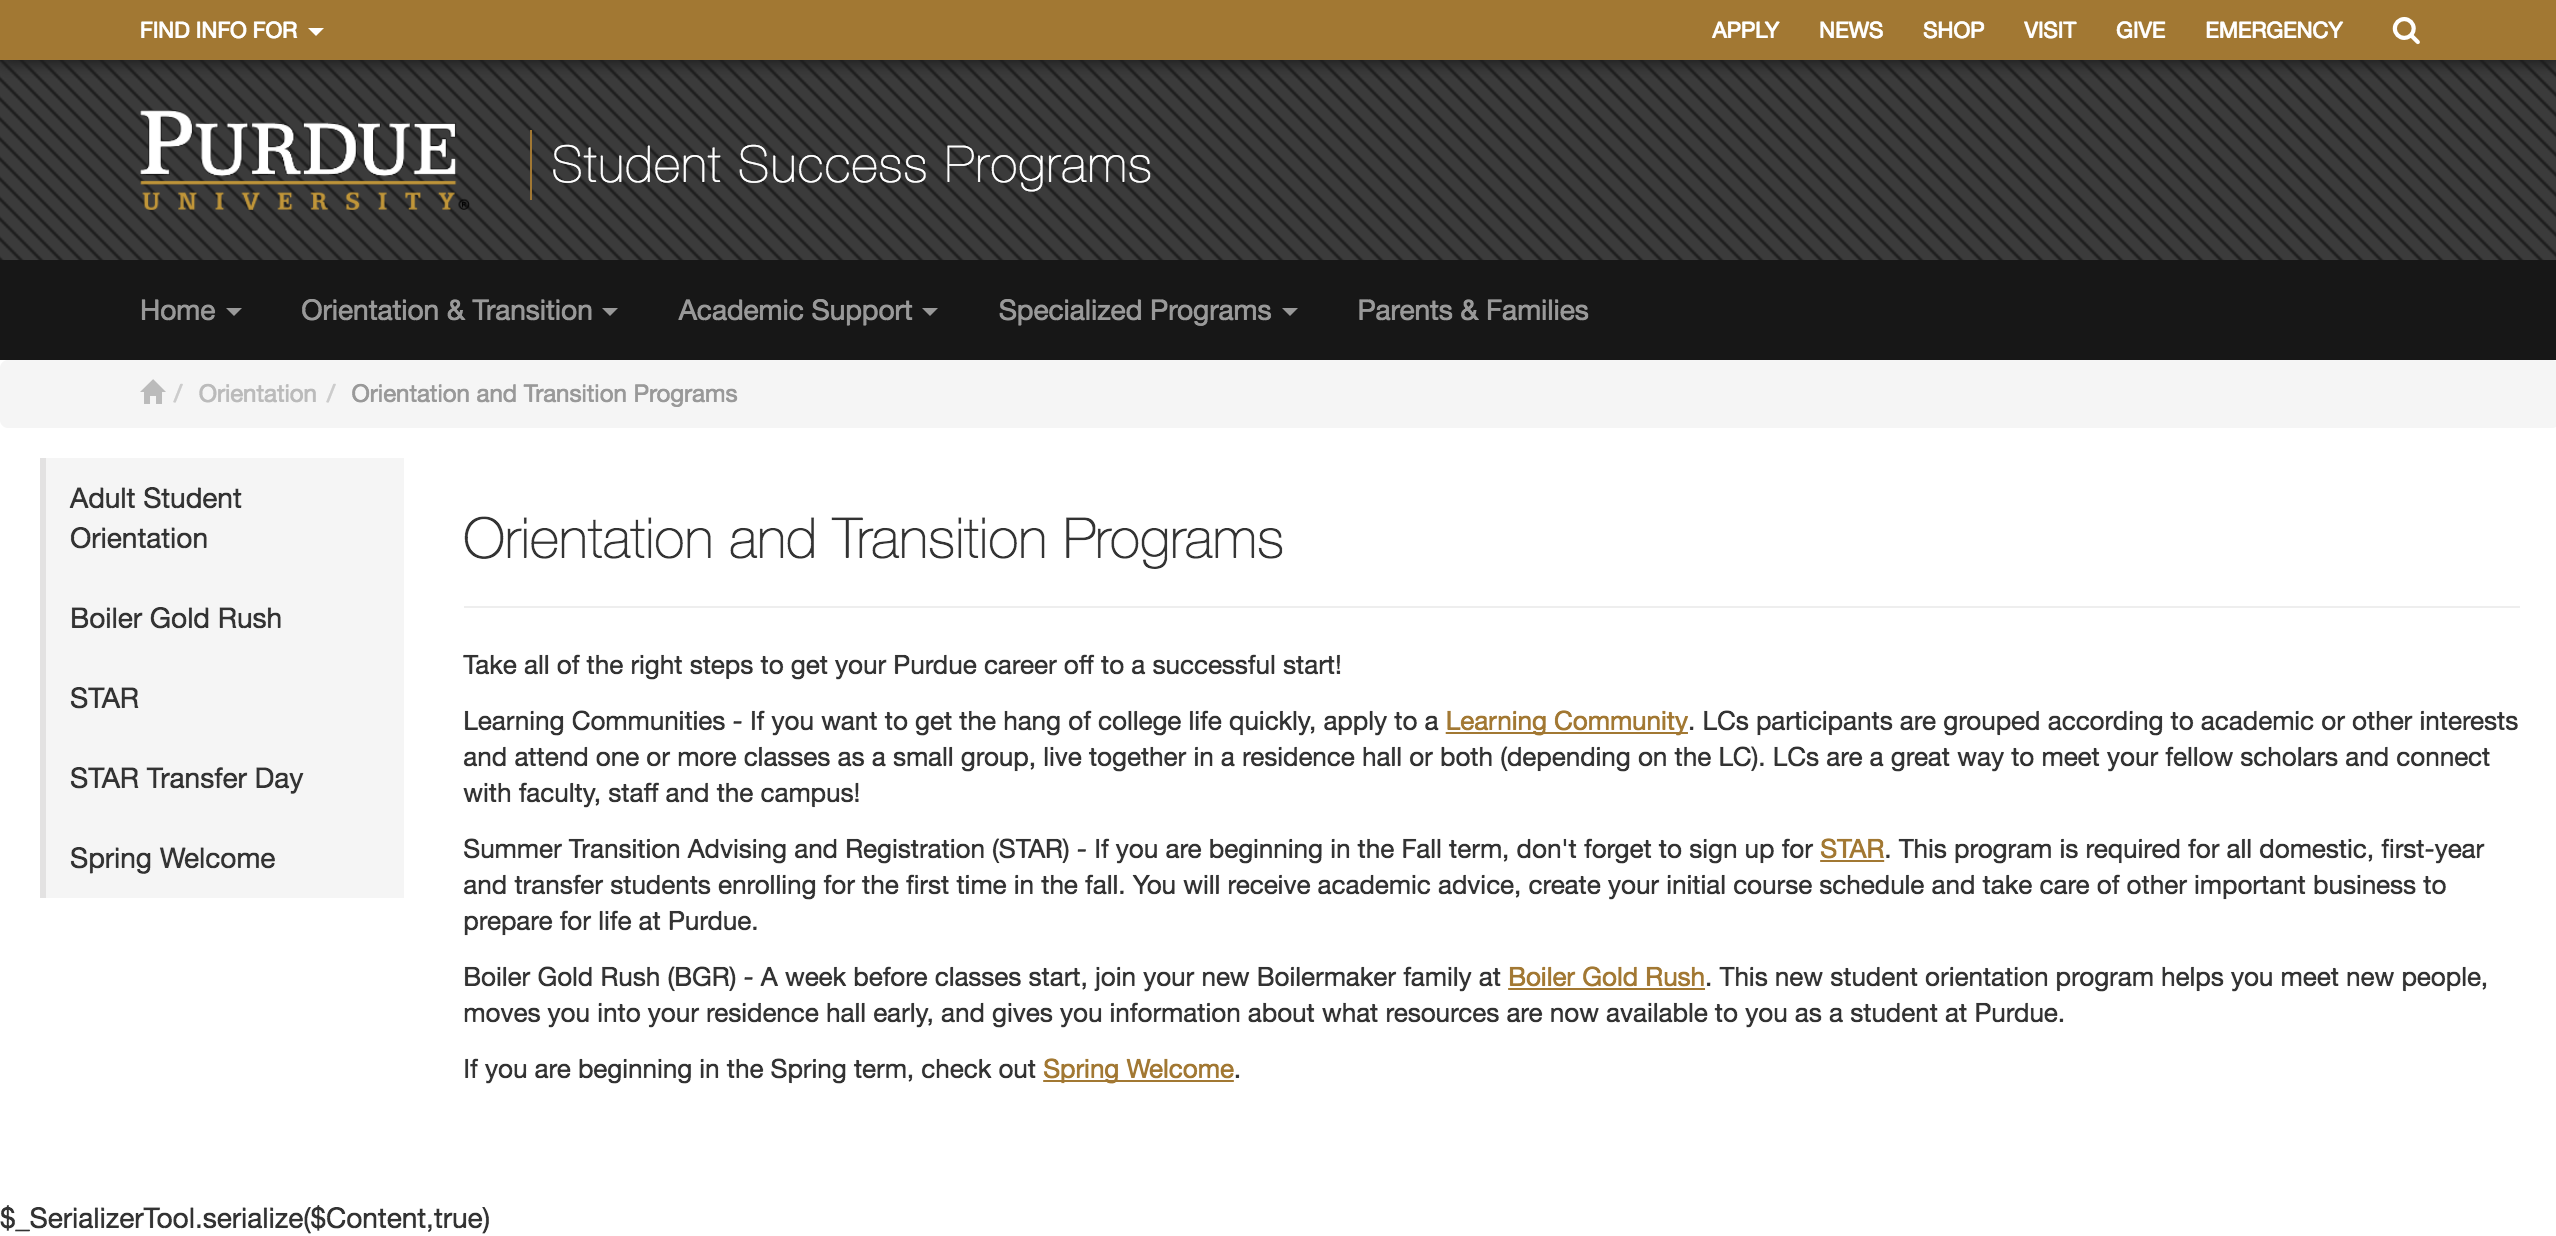 FIND INFO FOR
APPLY NEWS SHOP VISIT GIVE EMERGENCY
PURDUE
UNIVERSITY®
Student Success Programs
Home Orientation & Transition Academic Support Specialized Programs Parents & Families
/ Orientation / Orientation and Transition Programs
Adult Student
Orientation
Boiler Gold Rush
STAR
STAR Transfer Day
Spring Welcome
Orientation and Transition Programs
Take all of the right steps to get your Purdue career off to a successful start!
Learning Communities - If you want to get the hang of college life quickly, apply to a Learning Community. LCs participants are grouped according to academic or other interests
and attend one or more classes as a small group, live together in a residence hall or both (depending on the LC). LCs are a great way to meet your fellow scholars and connect
with faculty, staff and the campus!
Summer Transition Advising and Registration (STAR) - If you are beginning in the Fall term, don't forget to sign up for STAR. This program is required for all domestic, first-year
and transfer students enrolling for the first time in the fall. You will receive academic advice, create your initial course schedule and take care of other important business to
prepare for life at Purdue.
Boiler Gold Rush (BGR) - A week before classes start, join your new Boilermaker family at Boiler Gold Rush. This new student orientation program helps you meet new people,
moves you into your residence hall early, and gives you information about what resources are now available to you as a student at Purdue.
If you are beginning in the Spring term, check out Spring Welcome.
$_SerializerTool.serialize($Content,true)